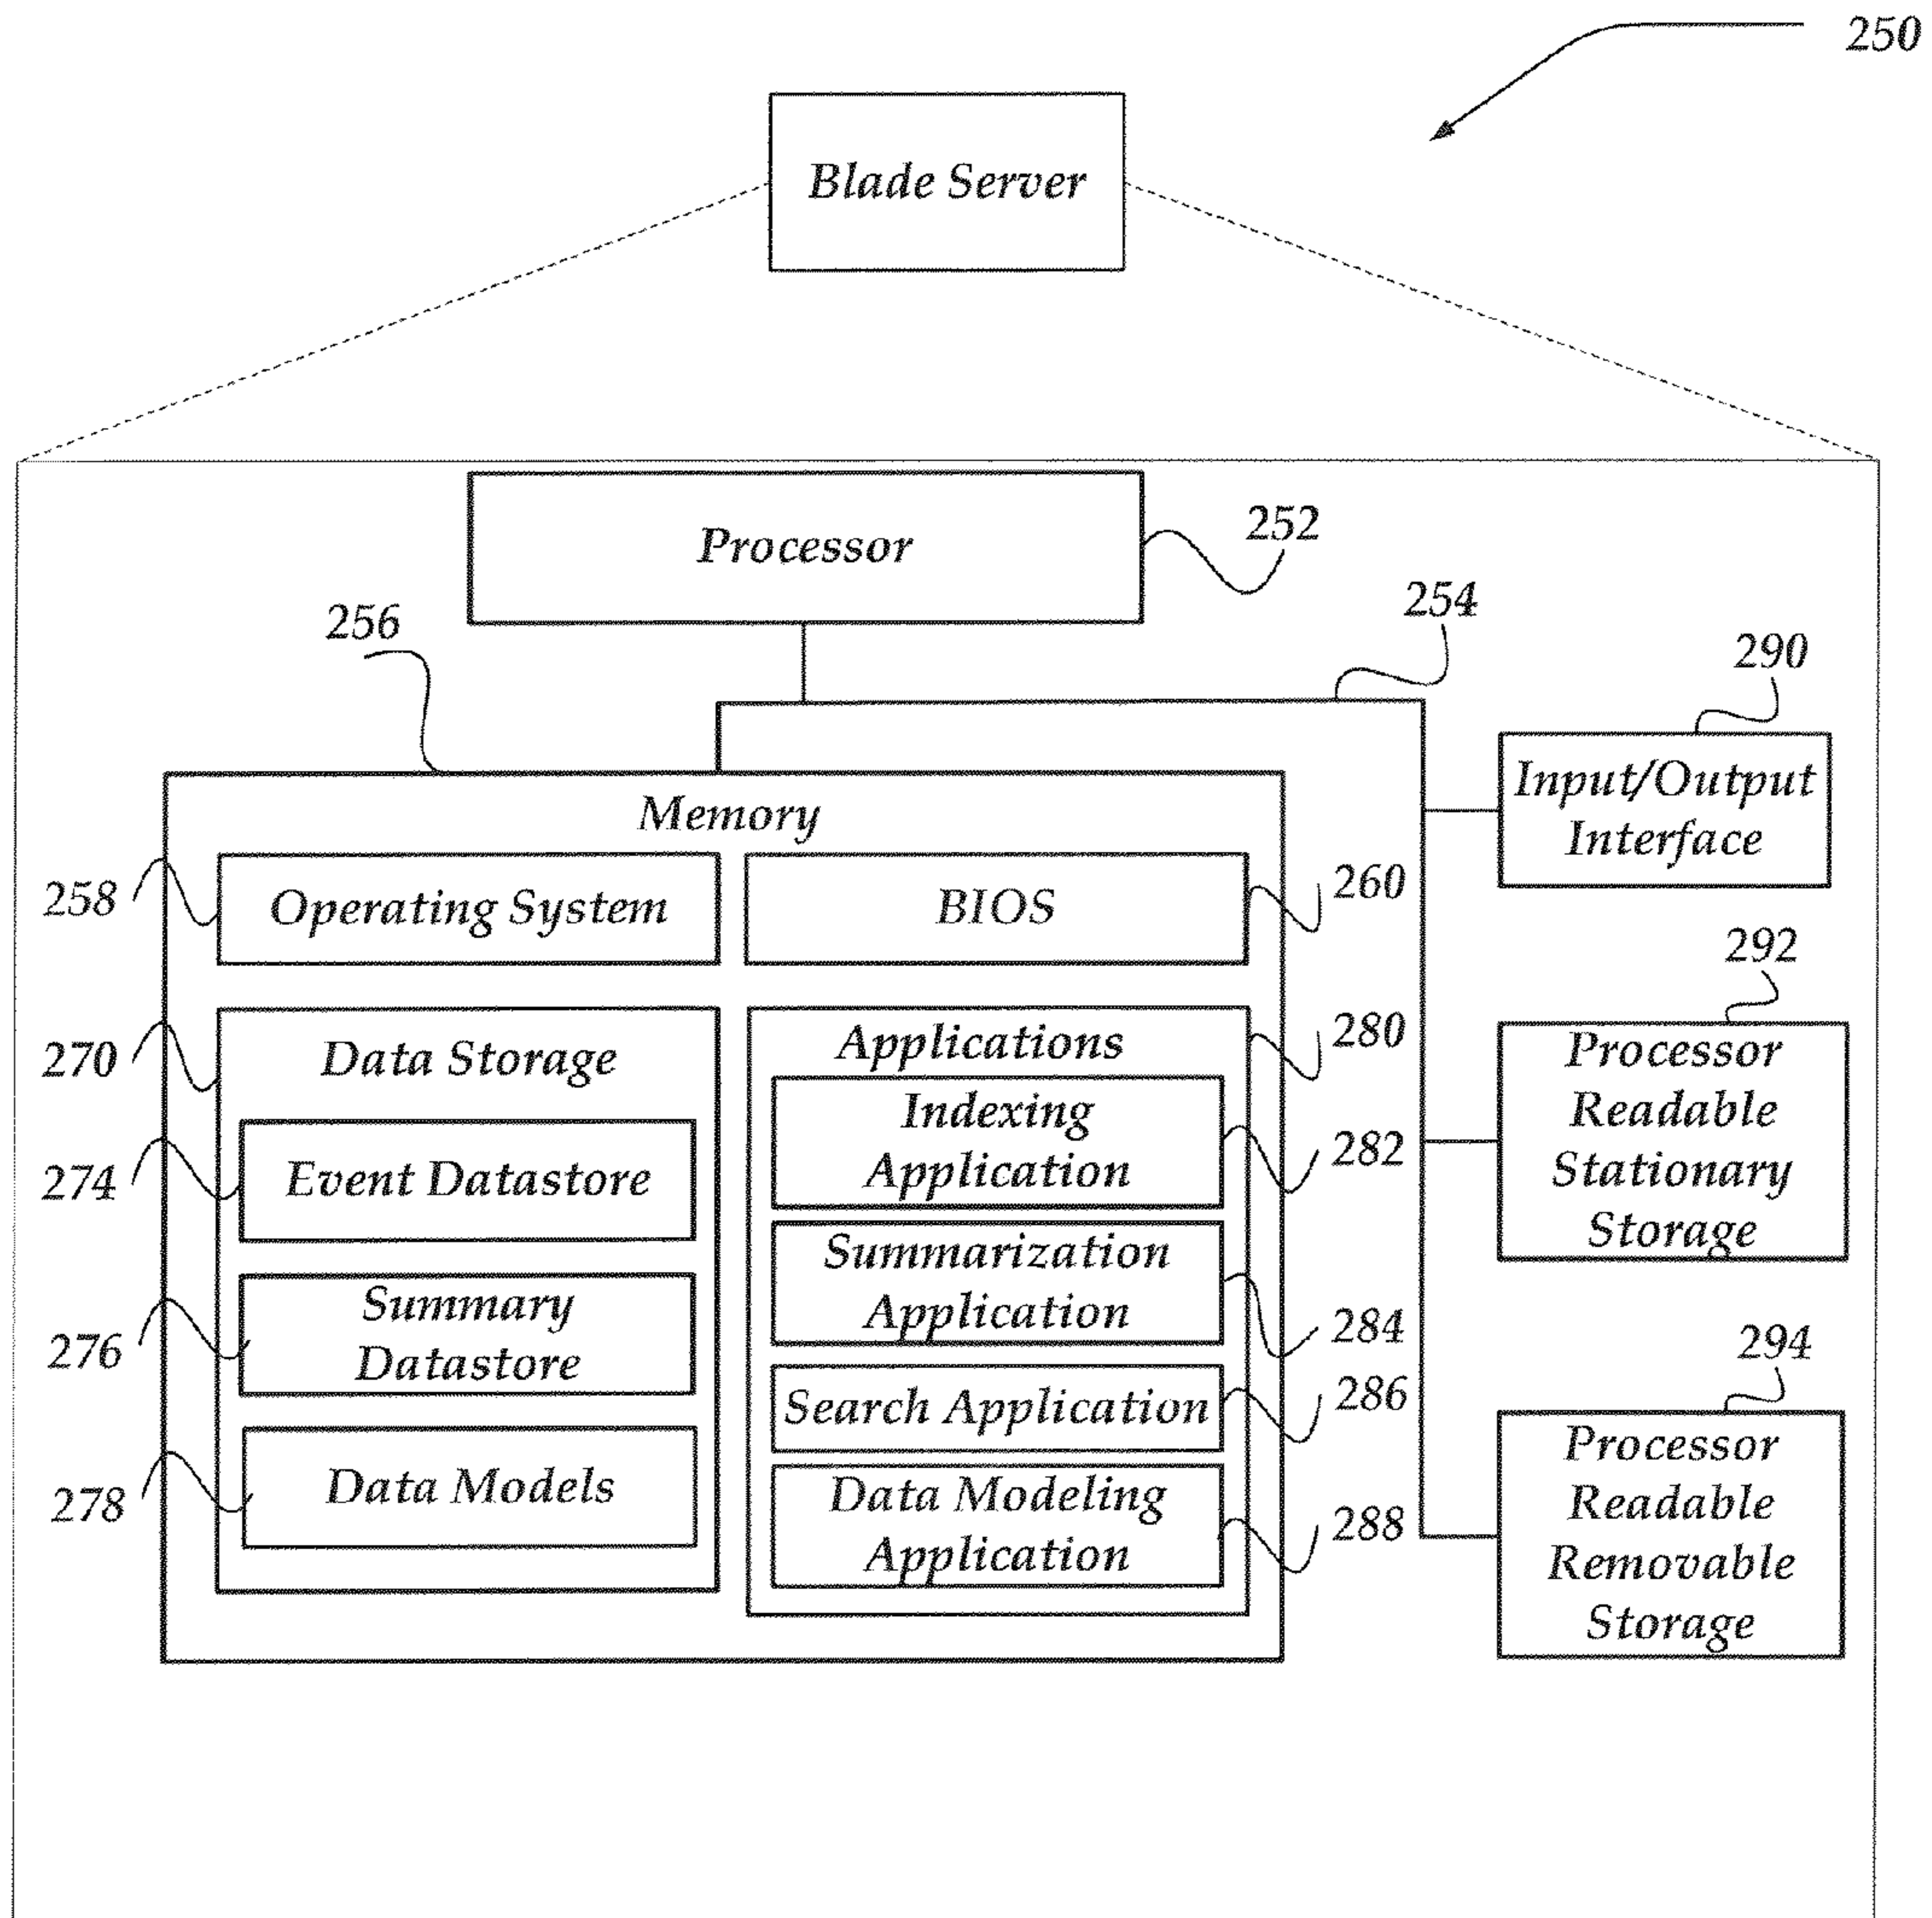 250
Blade Server
Processor
252
254
256
290
Input/Output
Interface
Memory
258
Operating System
BIOS
260
292
Processor
Readable
Stationary
Storage
270
Data Storage
274
Event Datastore
276
Summary
Datastore
278
Data Models
Applications
280
Indexing
Application
282
Summarization
Application
284
Search Application
286
Data Modeling
Application
288
294
Processor
Readable
Removable
Storage